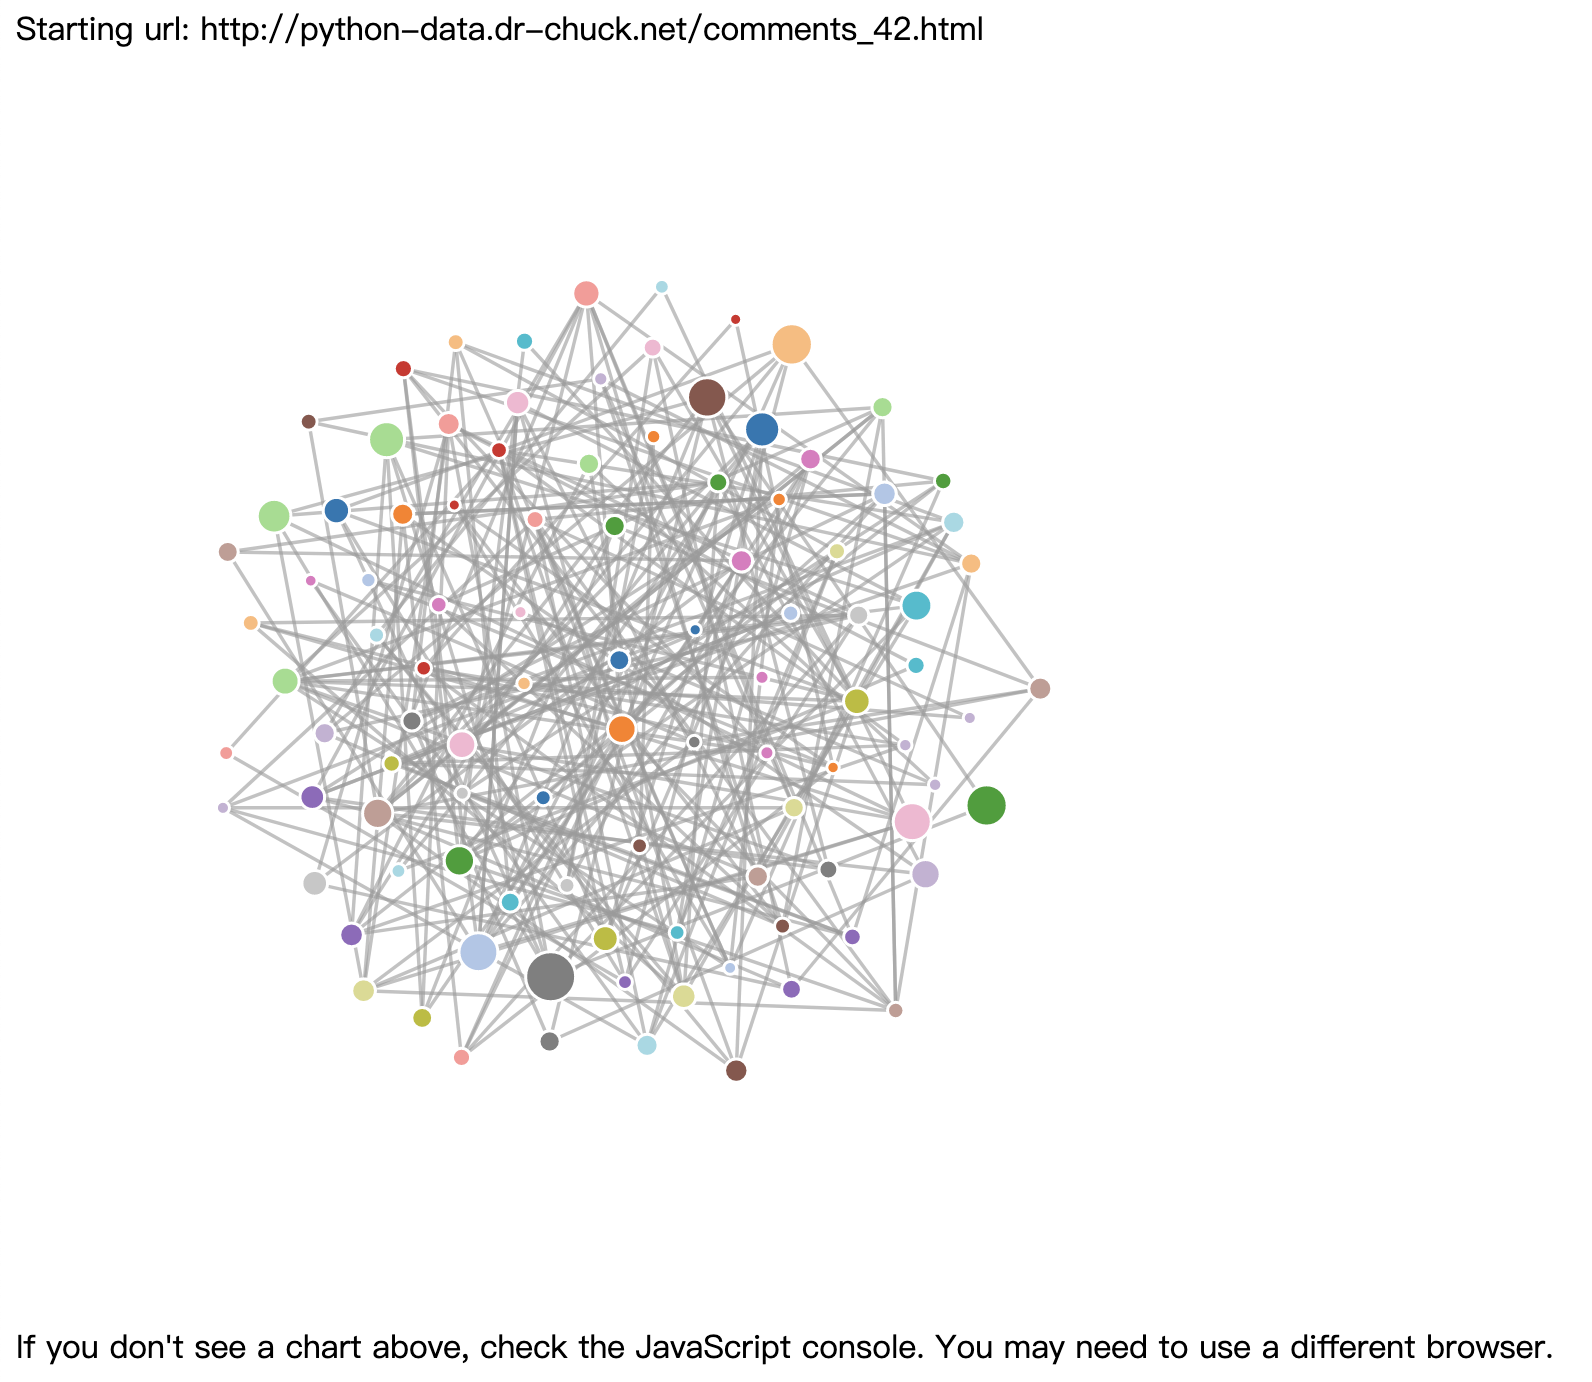 Starting url: http://python-data.dr-chuck.net/comments_42.html
If you don't see a chart above, check the JavaScript console. You may need to use a different browser.